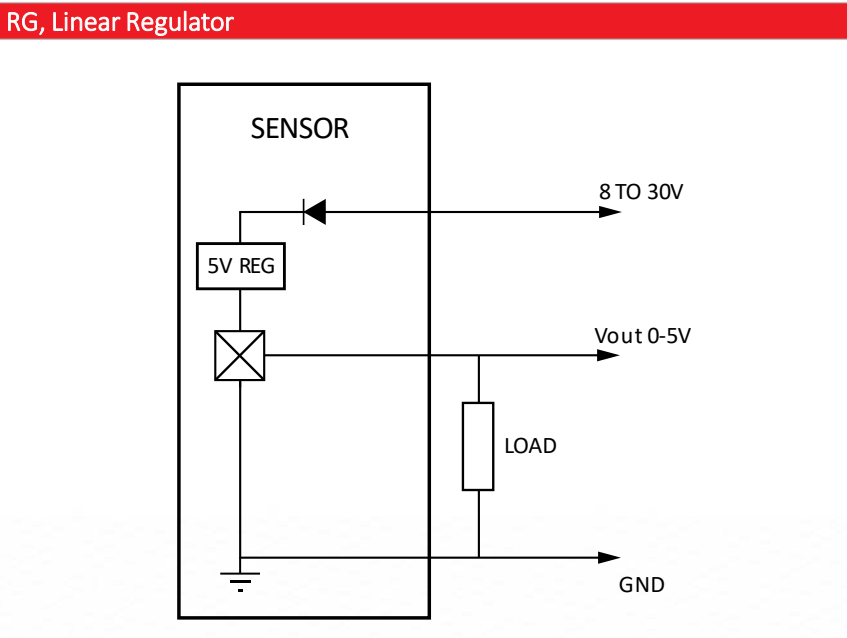 RG, Linear Regulator
SENSOR
8 TO 30V
5V REG
Vout 0-5V
LOAD
GND